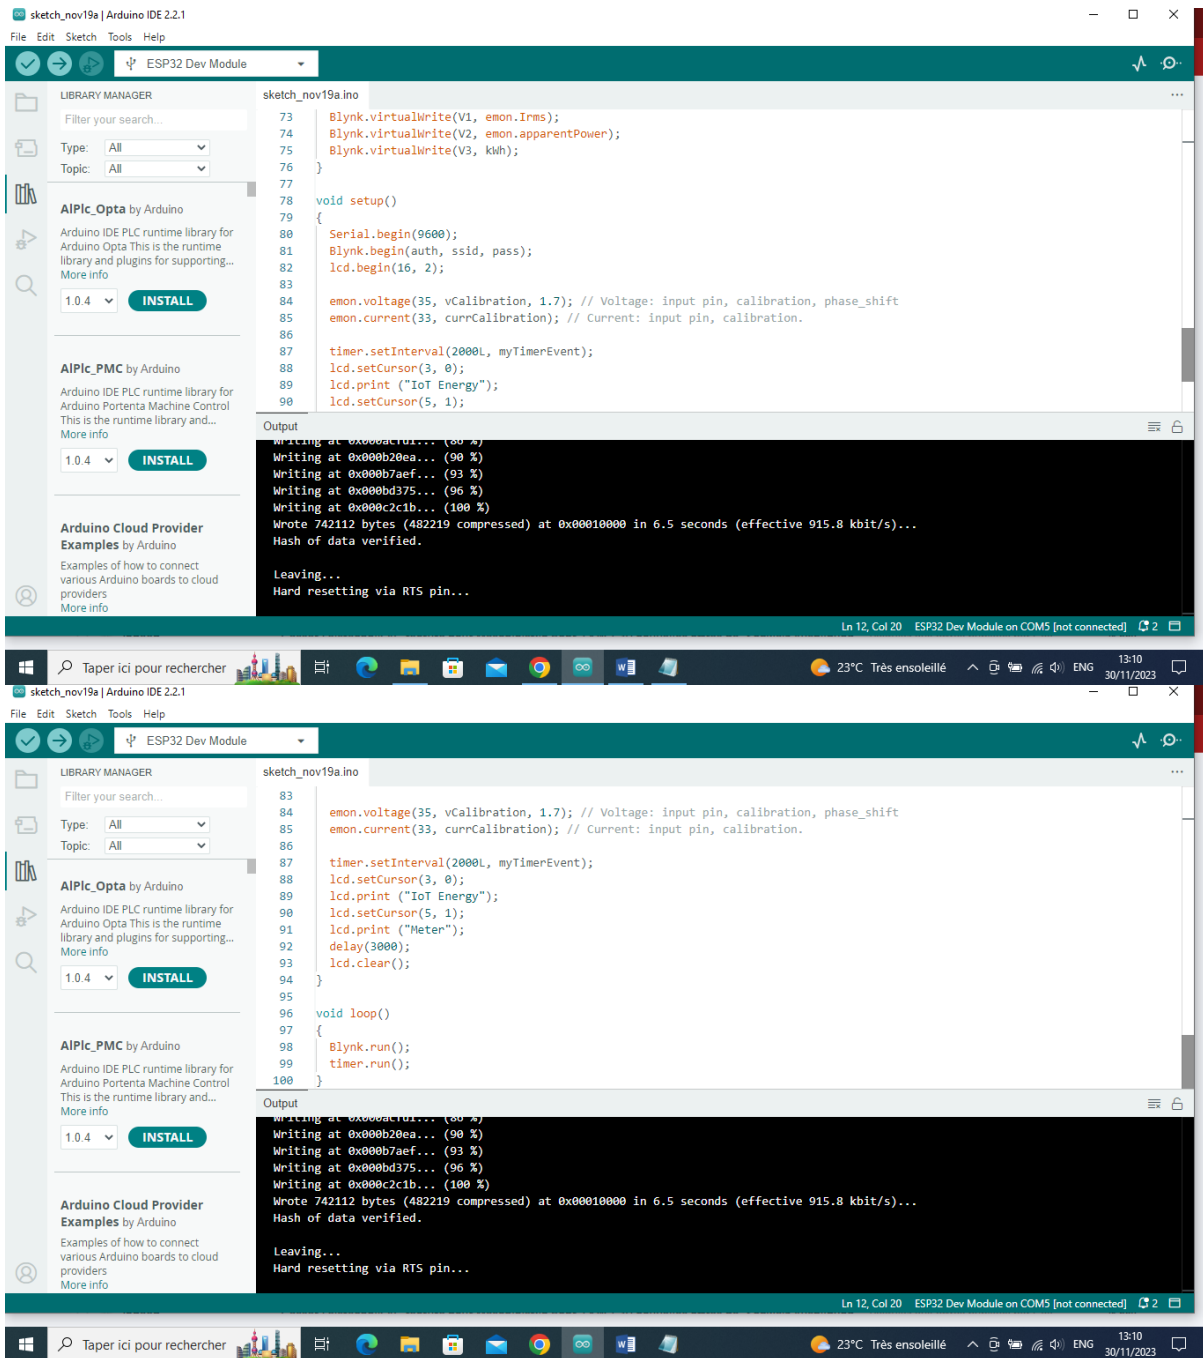 sketch_nov19a | Arduino IDE 2.2.1
File Edit Sketch Tools Help
ESP32 Dev Module
LIBRARY MANAGER
Filter your search...
Type: All
Topic: All
AlPlc_Opta by Arduino
Arduino IDE PLC runtime library for
Arduino Opta This is the runtime
library and plugins for supporting...
More info
1.0.4 INSTALL
AlPlc_PMC by Arduino
Arduino IDE PLC runtime library for
Arduino Portenta Machine Control
This is the runtime library and...
More info
1.0.4 INSTALL
Arduino Cloud Provider
Examples by Arduino
Examples of how to connect
various Arduino boards to cloud
providers
More info
sketch_nov19a.ino
73 Blynk.virtualWrite(V1, emon.Irms);
74 Blynk.virtualWrite(V2, emon.apparentPower);
75 Blynk.virtualWrite(V3, kWh);
76 }
77
78 void setup()
79 {
80 Serial.begin(9600);
81 Blynk.begin(auth, ssid, pass);
82 lcd.begin(16, 2);
83
84 emon.voltage(35, vCalibration, 1.7); // Voltage: input pin, calibration, phase_shift
85 emon.current(33, currCalibration); // Current: input pin, calibration.
86
87 timer.setInterval(2000L, myTimerEvent);
88 lcd.setCursor(3, 0);
89 lcd.print ("IoT Energy");
90 lcd.setCursor(5, 1);
Output
Writing at 0x000acfd1... (86 %)
Writing at 0x000b20ea... (90 %)
Writing at 0x000b7aef... (93 %)
Writing at 0x000bd375... (96 %)
Writing at 0x000c2c1b... (100 %)
Wrote 742112 bytes (482219 compressed) at 0x00010000 in 6.5 seconds (effective 915.8 kbit/s)...
Hash of data verified.
Leaving...
Hard resetting via RTS pin...
Ln 12, Col 20 ESP32 Dev Module on COM5 [not connected] 2
Taper ici pour rechercher
23°C Très ensoleillé ENG 13:10
30/11/2023
sketch_nov19a | Arduino IDE 2.2.1
File Edit Sketch Tools Help
ESP32 Dev Module
LIBRARY MANAGER
Filter your search...
Type: All
Topic: All
AlPlc_Opta by Arduino
Arduino IDE PLC runtime library for
Arduino Opta This is the runtime
library and plugins for supporting...
More info
1.0.4 INSTALL
AlPlc_PMC by Arduino
Arduino IDE PLC runtime library for
Arduino Portenta Machine Control
This is the runtime library and...
More info
1.0.4 INSTALL
Arduino Cloud Provider
Examples by Arduino
Examples of how to connect
various Arduino boards to cloud
providers
More info
sketch_nov19a.ino
83
84 emon.voltage(35, vCalibration, 1.7); // Voltage: input pin, calibration, phase_shift
85 emon.current(33, currCalibration); // Current: input pin, calibration.
86
87 timer.setInterval(2000L, myTimerEvent);
88 lcd.setCursor(3, 0);
89 lcd.print ("IoT Energy");
90 lcd.setCursor(5, 1);
91 lcd.print ("Meter");
92 delay(3000);
93 lcd.clear();
94 }
95
96 void loop()
97 {
98 Blynk.run();
99 timer.run();
100 }
Output
Writing at 0x000acfd1... (86 %)
Writing at 0x000b20ea... (90 %)
Writing at 0x000b7aef... (93 %)
Writing at 0x000bd375... (96 %)
Writing at 0x000c2c1b... (100 %)
Wrote 742112 bytes (482219 compressed) at 0x00010000 in 6.5 seconds (effective 915.8 kbit/s)...
Hash of data verified.
Leaving...
Hard resetting via RTS pin...
Ln 12, Col 20 ESP32 Dev Module on COM5 [not connected] 2
Taper ici pour rechercher
23°C Très ensoleillé ENG 13:10
30/11/2023